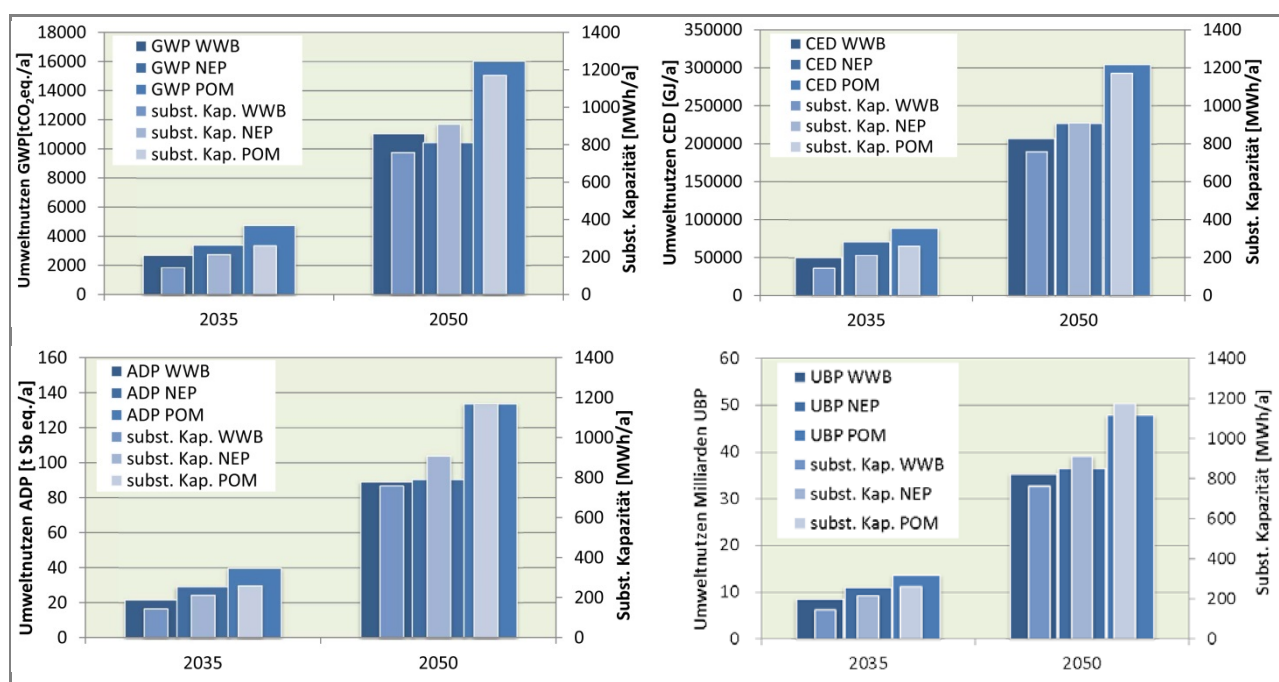 Umweltnutzen GWP[tCO₂eq./a]
18000
16000
14000
12000
10000
8000
6000
4000
2000
0
GWP WWB
GWP NEP
GWP POM
subst. Kap. WWB
subst. Kap. NEP
subst. Kap. POM
1400
1200
1000
800
600
400
200
0
Subst. Kapazität [MWh/a]
2035
2050
Umweltnutzen CED [GJ/a]
350000
300000
250000
200000
150000
100000
50000
0
CED WWB
CED NEP
CED POM
subst. Kap. WWB
subst. Kap. NEP
subst. Kap. POM
1400
1200
1000
800
600
400
200
0
Subst. Kapazität [MWh/a]
2035
2050
Umweltnutzen ADP [t Sb eq./a]
160
140
120
100
80
60
40
20
0
ADP WWB
ADP NEP
ADP POM
subst. Kap. WWB
subst. Kap. NEP
subst. Kap. POM
1400
1200
1000
800
600
400
200
0
Subst. Kapazität [MWh/a]
2035
2050
Umweltnutzen Milliarden UBP
60
50
40
30
20
10
0
UBP WWB
UBP NEP
UBP POM
subst. Kap. WWB
subst. Kap. NEP
subst. Kap. POM
1400
1200
1000
800
600
400
200
0
Subst. Kapazität [MWh/a]
2035
2050